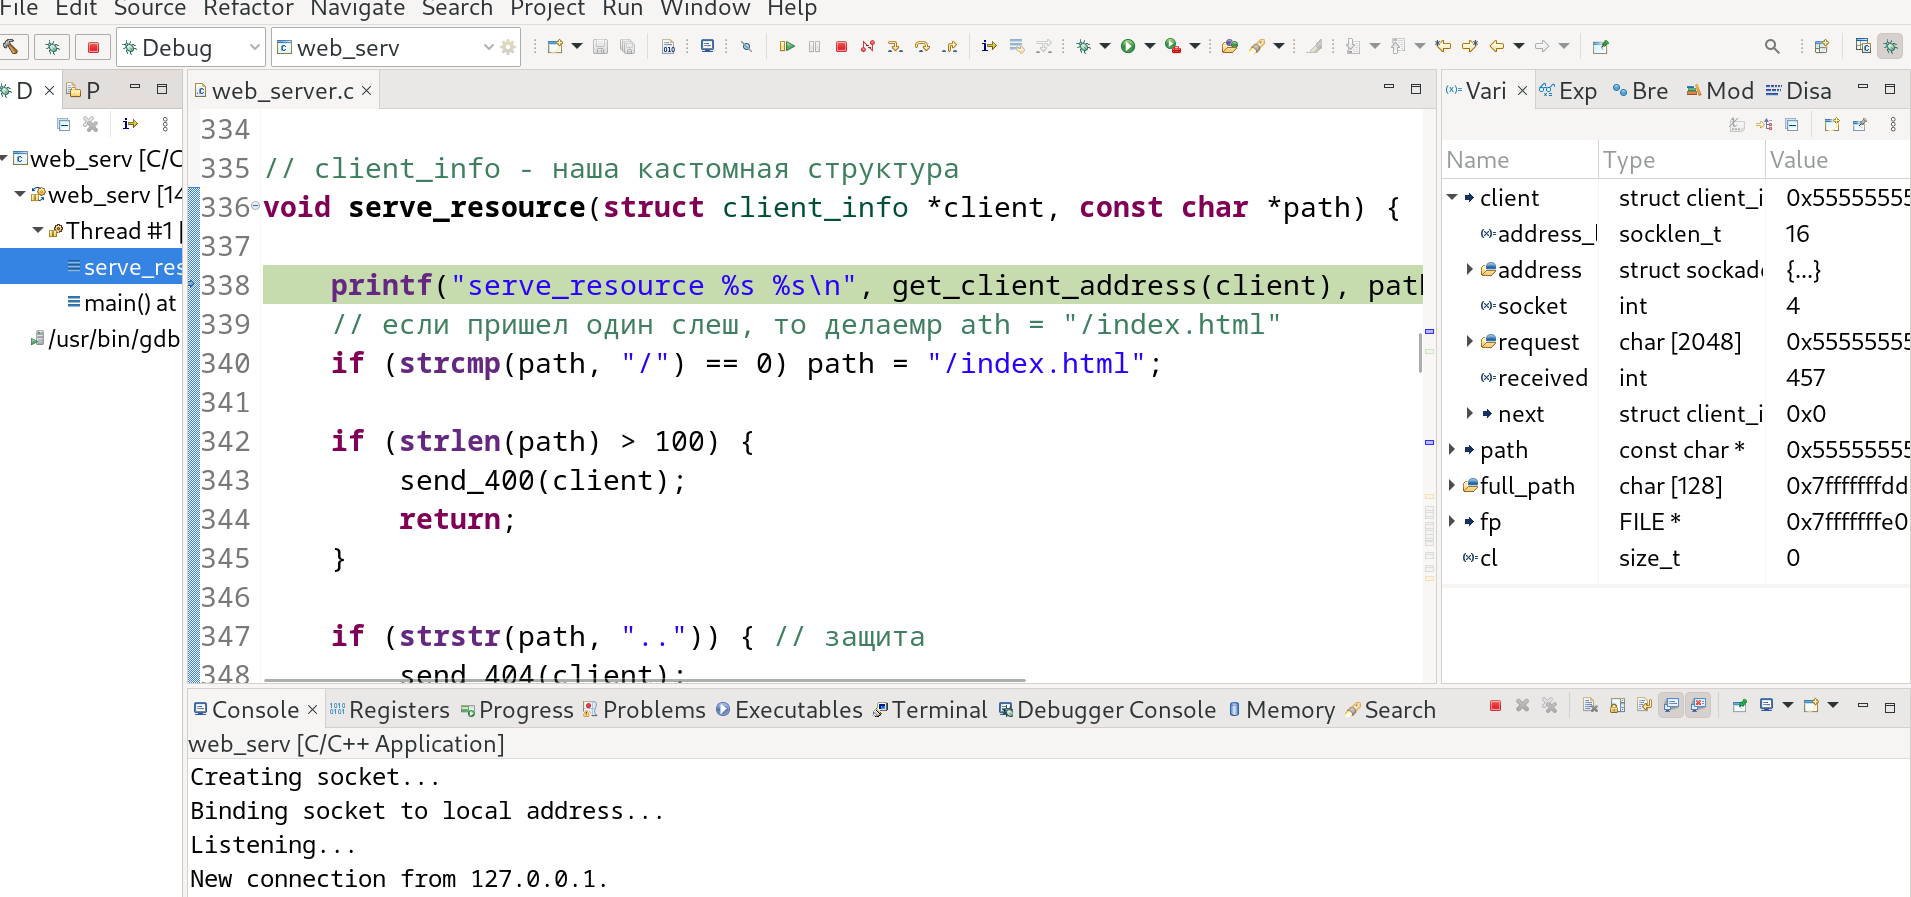 File Edit Source Refactor Navigate Search Project Run Window Help
Debug web_serv
D P
web_serv [C/C
web_serv [14
Thread #1 [
serve_res
main() at
/usr/bin/gdb
web_server.c
334
335 // client_info - наша кастомная структура
336 void serve_resource(struct client_info *client, const char *path) {
337
338 printf("serve_resource %s %s\n", get_client_address(client), path
339 // если пришел один слеш, то делаемр ath = "/index.html"
340 if (strcmp(path, "/") == 0) path = "/index.html";
341
342 if (strlen(path) > 100) {
343 send_400(client);
344 return;
345 }
346
347 if (strstr(path, "..")) { // защита
348 send_404(client);
Vari Exp Bre Mod Disa
Name Type Value
client struct client_i 0x55555555
address_l socklen_t 16
address struct sockad {...}
socket int 4
request char [2048] 0x55555555
received int 457
next struct client_i 0x0
path const char * 0x55555555
full_path char [128] 0x7fffffffdd
fp FILE * 0x7fffffffe0
cl size_t 0
Console Registers Progress Problems Executables Terminal Debugger Console Memory Search
web_serv [C/C++ Application]
Creating socket...
Binding socket to local address...
Listening...
New connection from 127.0.0.1.